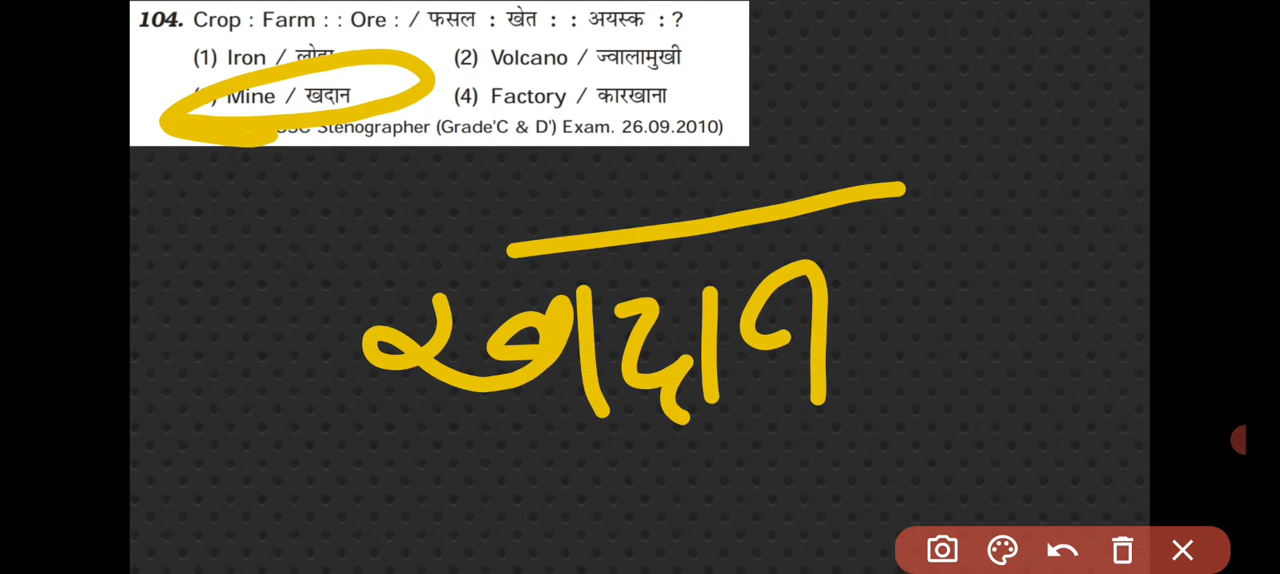 104. Crop : Farm : : Ore : / फसल : खेत : : अयस्क : ?
(1) Iron / लोहा (2) Volcano / ज्वालामुखी
) Mine / खदान (4) Factory / कारखाना
SSC Stenographer (Grade'C & D') Exam. 26.09.2010)
खदान